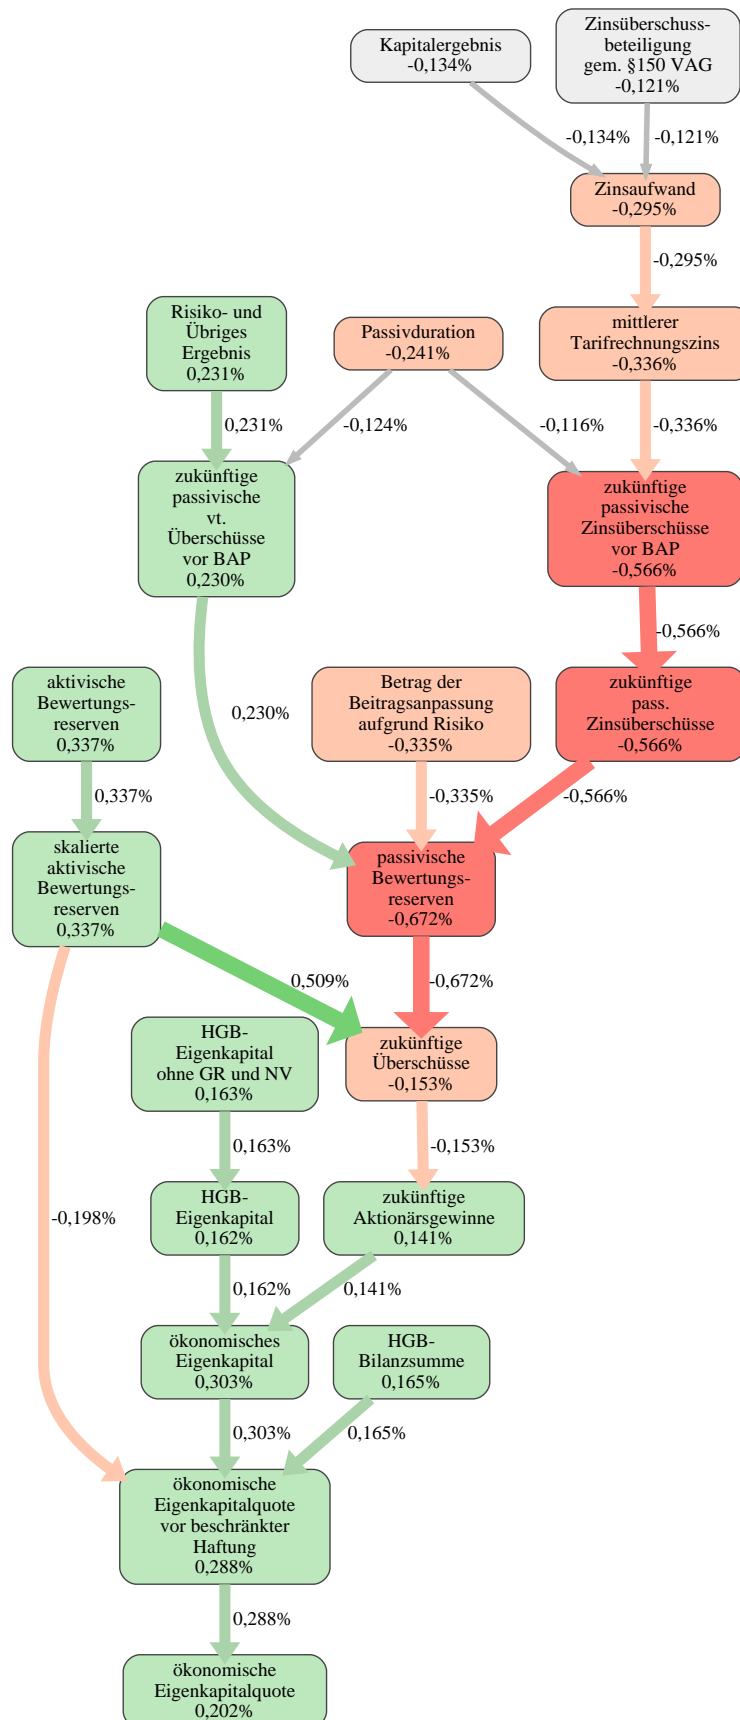 Kapitalergebnis
-0,134%
Zinsüberschuss-
beteiligung
gem. §150 VAG
-0,121%
-0,134%
-0,121%
Zinsaufwand
-0,295%
-0,295%
Risiko- und
Übriges
Ergebnis
0,231%
Passivduration
-0,241%
mittlerer
Tarifrechnungszins
-0,336%
0,231%
-0,124%
-0,116%
-0,336%
zukünftige
passivische
vt.
Überschüsse
vor BAP
0,230%
zukünftige
passivische
Zinsüberschüsse
vor BAP
-0,566%
-0,566%
aktivische
Bewertungs-
reserven
0,337%
0,230%
Betrag der
Beitragsanpassung
aufgrund Risiko
-0,335%
zukünftige
pass.
Zinsüberschüsse
-0,566%
0,337%
-0,335%
-0,566%
skalierte
aktivische
Bewertungs-
reserven
0,337%
passivische
Bewertungs-
reserven
-0,672%
0,509%
-0,672%
HGB-
Eigenkapital
ohne GR und NV
0,163%
zukünftige
Überschüsse
-0,153%
0,163%
-0,153%
-0,198%
HGB-
Eigenkapital
0,162%
zukünftige
Aktionärsgewinne
0,141%
0,162%
0,141%
ökonomisches
Eigenkapital
0,303%
HGB-
Bilanzsumme
0,165%
0,303%
0,165%
ökonomische
Eigenkapitalquote
vor beschränkter
Haftung
0,288%
0,288%
ökonomische
Eigenkapitalquote
0,202%